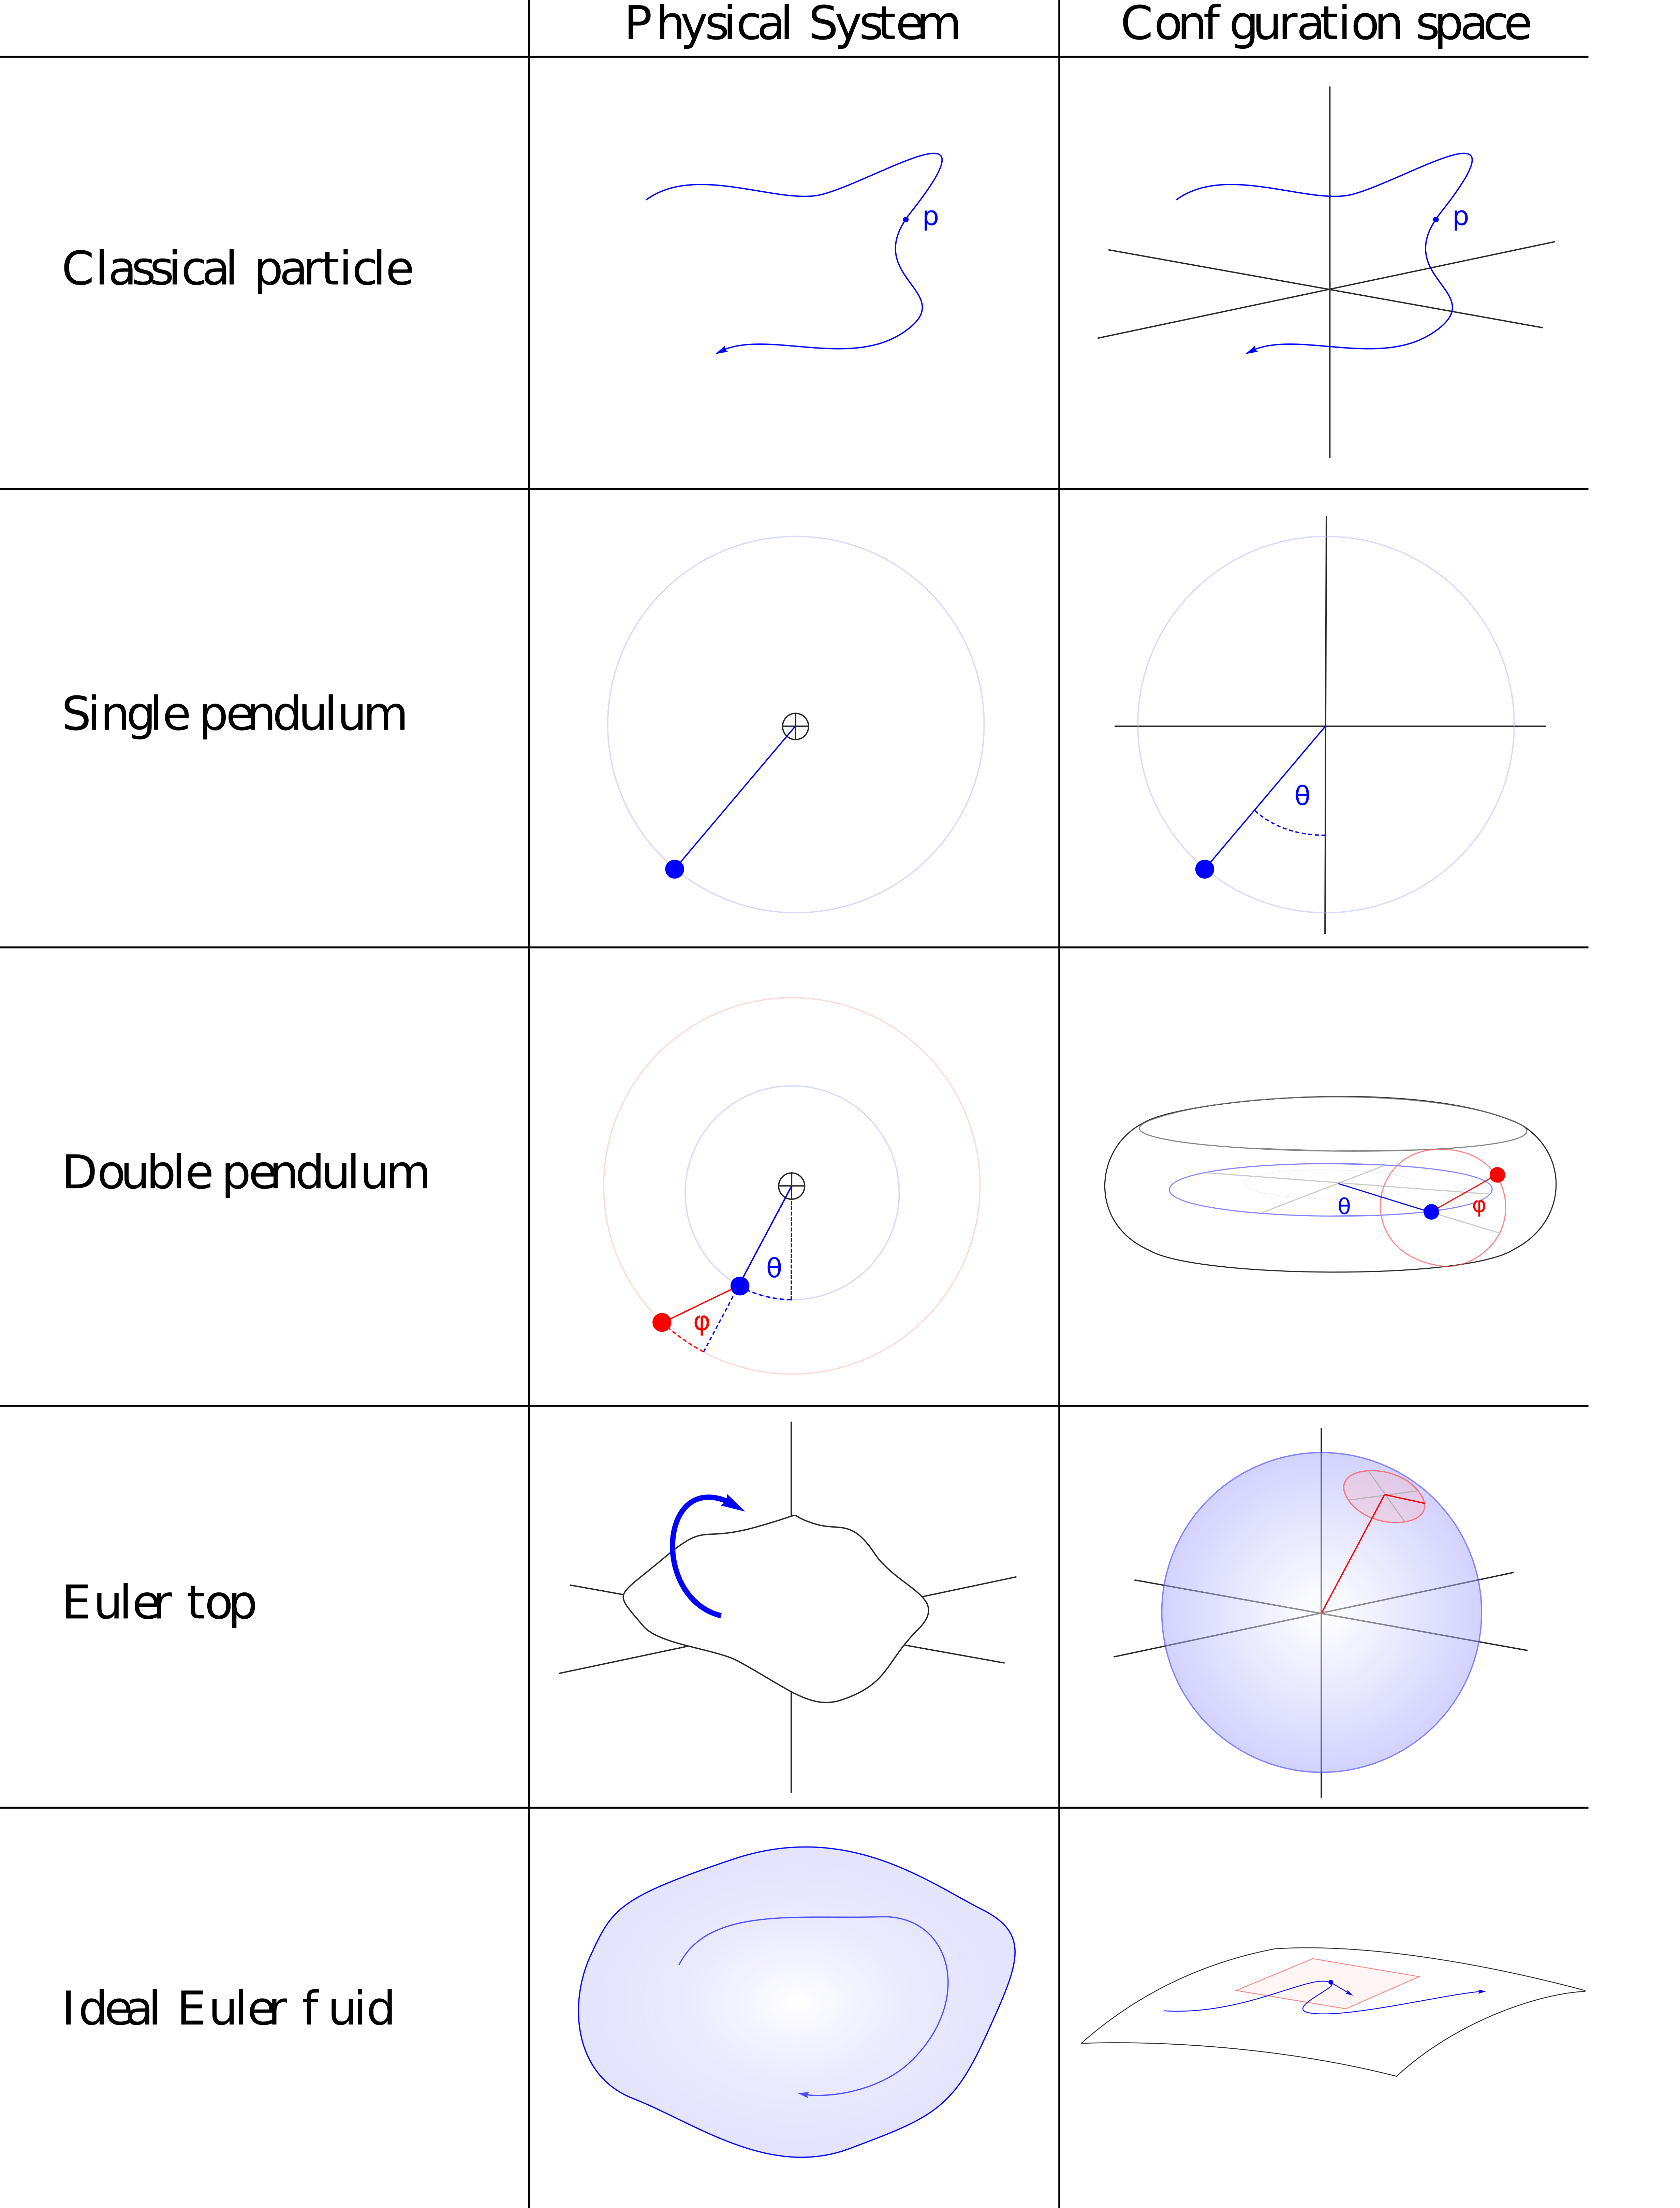 Physical System
Conf guration space
Classical particle
p
p
Single pendulum
θ
Double pendulum
θ
φ
θ
φ
Euler top
Ideal Euler f uid